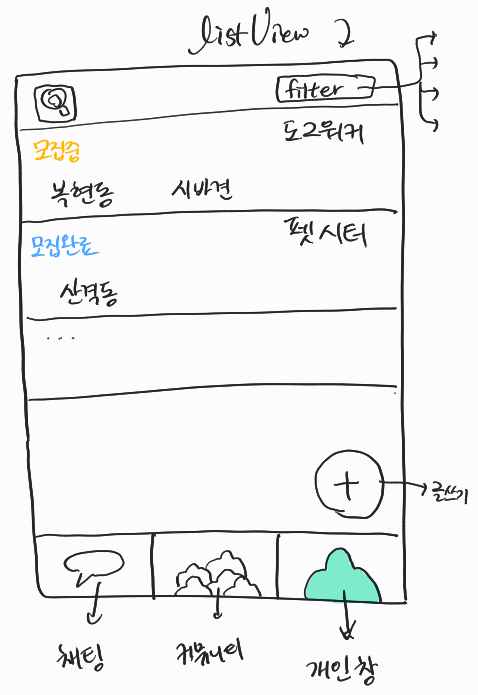 listView 2
filter
도그워커
모집중
복현동 시바견
펫시터
모집완료
산격동
...
+
글쓰기
채팅 커뮤니티 개인창